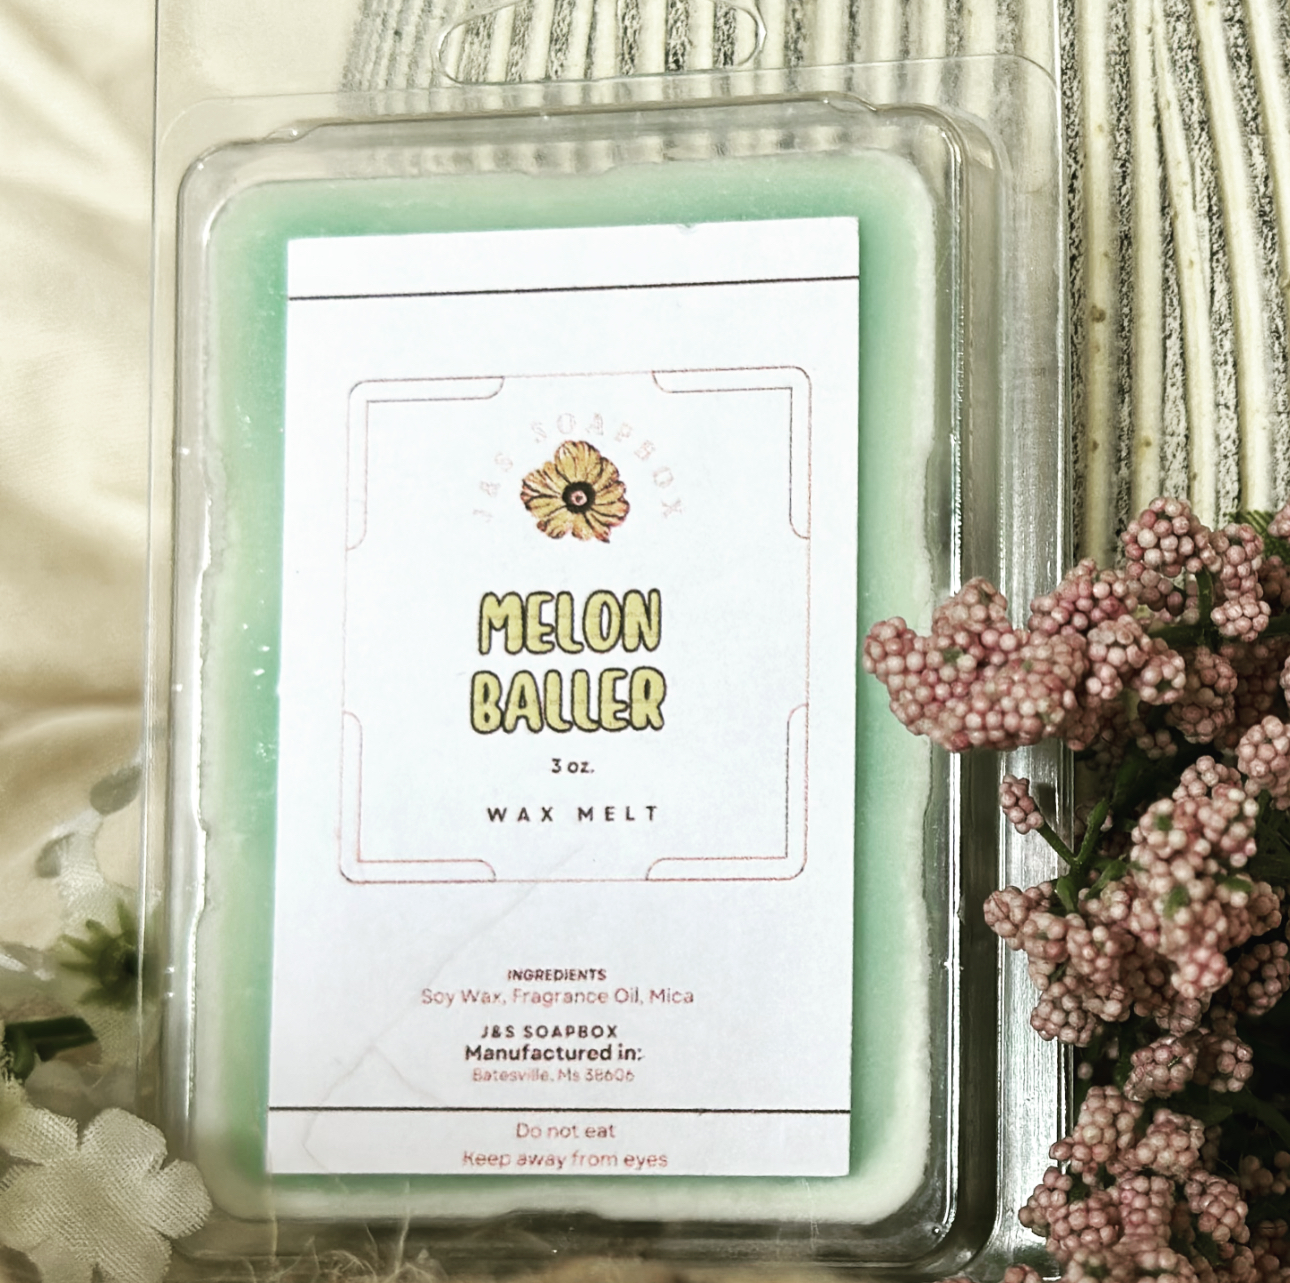 J&S SOAPBOX
MELON
BALLER
3 oz.
WAX MELT
INGREDIENTS
Soy Wax, Fragrance Oil, Mica
J&S SOAPBOX
Manufactured in:
Batesville, Ms 38606
Do not eat
Keep away from eyes